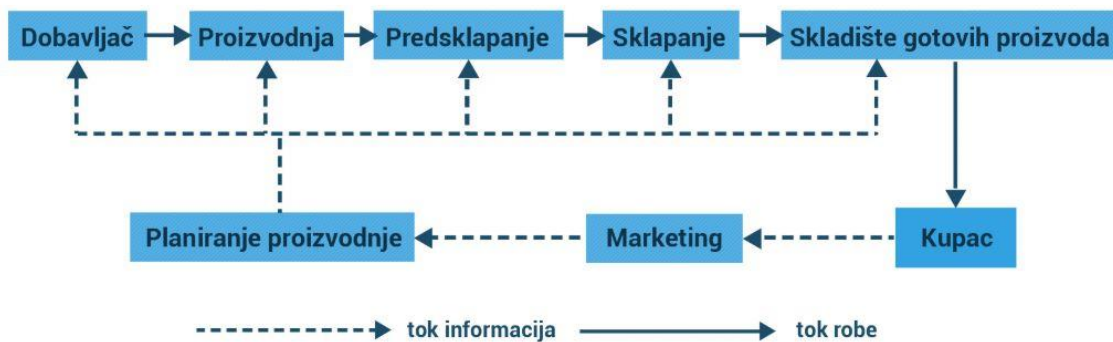 Dobavljač
Proizvodnja
Predsklapanje
Sklapanje
Skladište gotovih proizvoda
Planiranje proizvodnje
Marketing
Kupac
tok informacija
tok robe